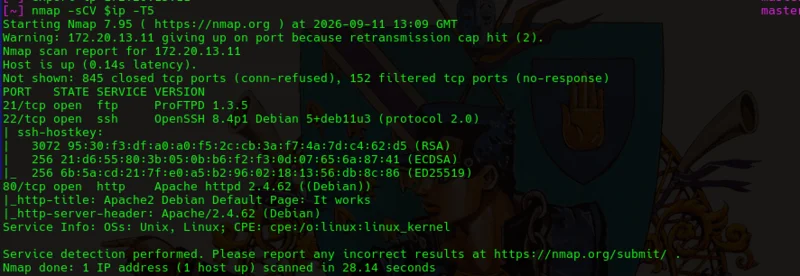 [~] nmap -sCV $ip -T5
master
Starting Nmap 7.95 ( https://nmap.org ) at 2026-09-11 13:09 GMT
Warning: 172.20.13.11 giving up on port because retransmission cap hit (2).
Nmap scan report for 172.20.13.11
Host is up (0.14s latency).
Not shown: 845 closed tcp ports (conn-refused), 152 filtered tcp ports (no-response)
PORT   STATE SERVICE VERSION
21/tcp open  ftp     ProFTPD 1.3.5
22/tcp open  ssh     OpenSSH 8.4p1 Debian 5+deb11u3 (protocol 2.0)
| ssh-hostkey:
|   3072 95:30:f3:df:a0:a0:f5:2c:cb:3a:f7:4a:7d:c4:62:d5 (RSA)
|   256 21:d6:55:80:3b:05:0b:b6:f2:f3:0d:07:65:6a:87:41 (ECDSA)
|_  256 6b:5a:cd:21:7f:e0:a5:b2:96:02:18:13:56:db:8c:86 (ED25519)
80/tcp open  http    Apache httpd 2.4.62 ((Debian))
|_http-title: Apache2 Debian Default Page: It works
|_http-server-header: Apache/2.4.62 (Debian)
Service Info: OSs: Unix, Linux; CPE: cpe:/o:linux:linux_kernel
Service detection performed. Please report any incorrect results at https://nmap.org/submit/ .
Nmap done: 1 IP address (1 host up) scanned in 28.14 seconds